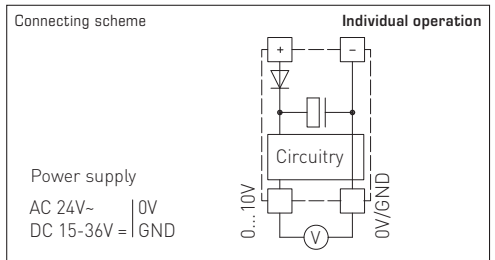 Connecting scheme
Individual operation
+
–
Circuitry
Power supply
AC 24V~ 0V
DC 15-36V = GND
0...10V
V
0V/GND